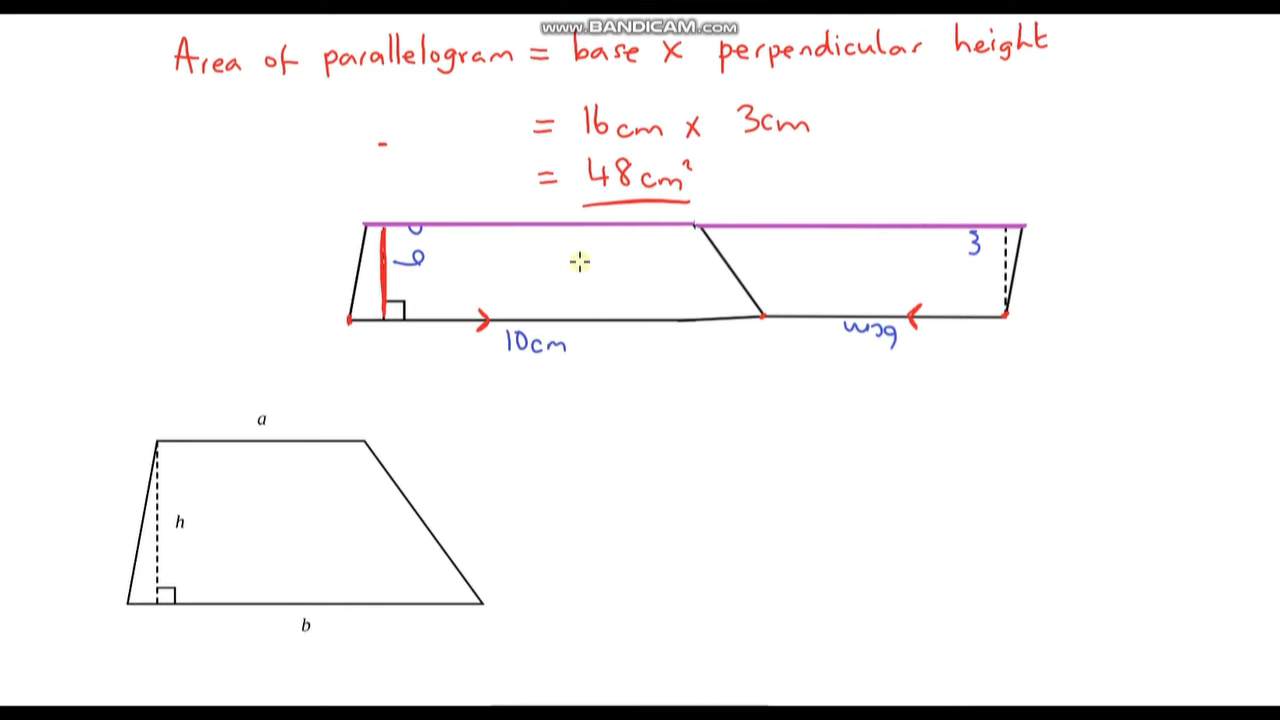 www.BANDICAM.com
Area of parallelogram = base x perpendicular height
= 16cm x 3cm
= 48cm²
3
10cm
6cm
a
h
b